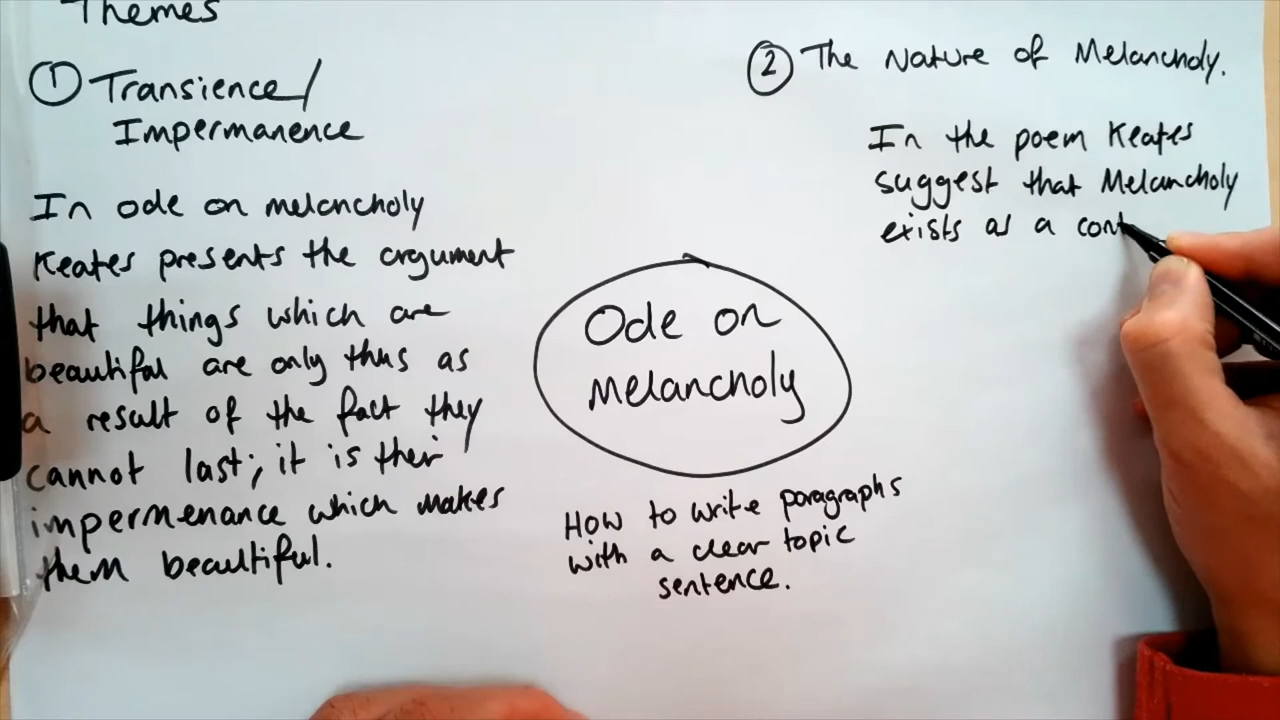 Themes
① Transience/
Impermanence
In ode on melancholy
Keates presents the argument
that things which are
beautiful are only thus as
a result of the fact they
cannot last; it is their
impermenance which makes
them beautiful.
Ode on
Melancholy
How to write paragraphs
with a clear topic
sentence.
② The Nature of Melancholy.
In the poem Keates
suggest that Melancholy
exists as a cont